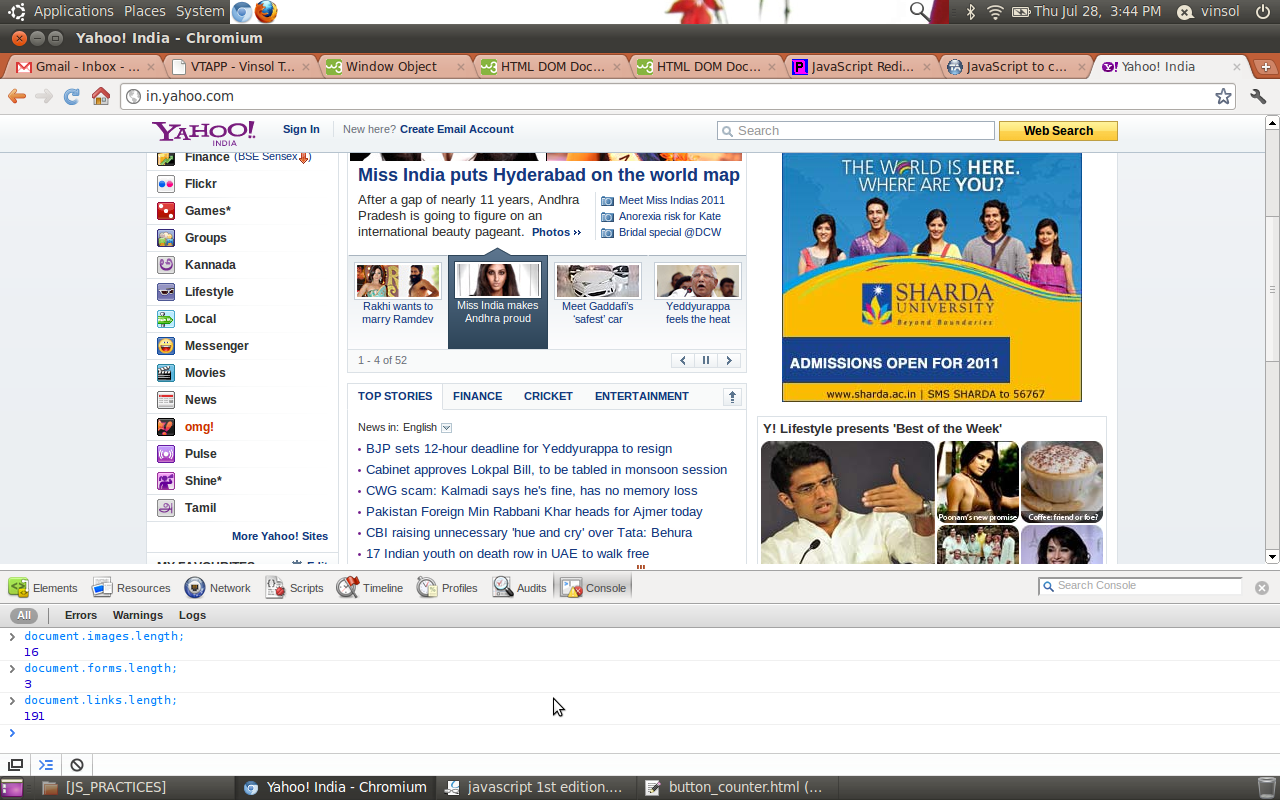 Applications Places System
Thu Jul 28, 3:44 PM vinsol
Yahoo! India - Chromium
Gmail - Inbox - ... VTAPP - Vinsol T... Window Object HTML DOM Doc... HTML DOM Doc... JavaScript Redi... JavaScript to c... Yahoo! India
in.yahoo.com
YAHOO! INDIA Sign In New here? Create Email Account Search Web Search
Finance (BSE Sensex )
Flickr
Games*
Groups
Kannada
Lifestyle
Local
Messenger
Movies
News
omg!
Pulse
Shine*
Tamil
More Yahoo! Sites
MY FAVOURITES Edit
Miss India puts Hyderabad on the world map
After a gap of nearly 11 years, Andhra
Pradesh is going to figure on an
international beauty pageant. Photos »
Meet Miss Indias 2011
Anorexia risk for Kate
Bridal special @DCW
Rakhi wants to
marry Ramdev
Miss India makes
Andhra proud
Meet Gaddafi's
'safest' car
Yeddyurappa
feels the heat
1 - 4 of 52
TOP STORIES FINANCE CRICKET ENTERTAINMENT
News in: English
• BJP sets 12-hour deadline for Yeddyurappa to resign
• Cabinet approves Lokpal Bill, to be tabled in monsoon session
• CWG scam: Kalmadi says he's fine, has no memory loss
• Pakistan Foreign Min Rabbani Khar heads for Ajmer today
• CBI raising unnecessary 'hue and cry' over Tata: Behura
• 17 Indian youth on death row in UAE to walk free
THE WORLD IS HERE.
WHERE ARE YOU?
SHARDA
UNIVERSITY
Beyond Boundaries
ADMISSIONS OPEN FOR 2011
www.sharda.ac.in | SMS SHARDA to 56767
Y! Lifestyle presents 'Best of the Week'
Poonam's new promise
Coffee: friend or foe?
Elements Resources Network Scripts Timeline Profiles Audits Console Search Console
All Errors Warnings Logs
> document.images.length;
16
> document.forms.length;
3
> document.links.length;
191
>
[JS_PRACTICES] Yahoo! India - Chromium javascript 1st edition.... button_counter.html (...